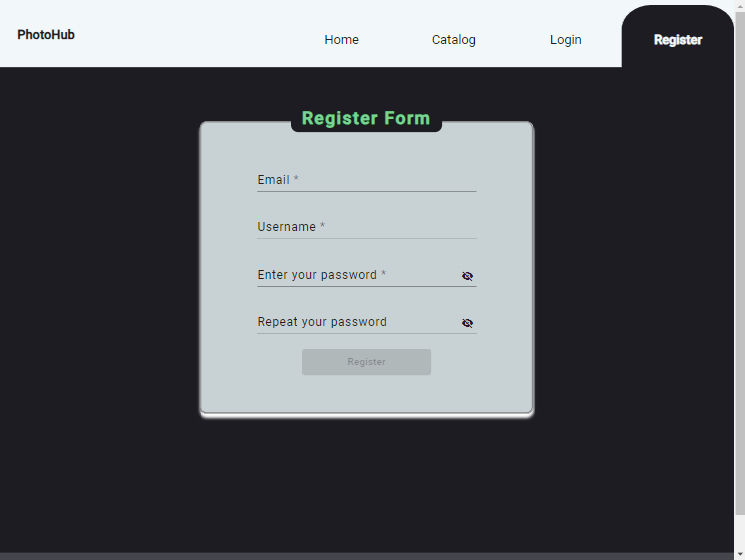 PhotoHub
Home
Catalog
Login
Register
Register Form
Email *
Username *
Enter your password *
Repeat your password
Register